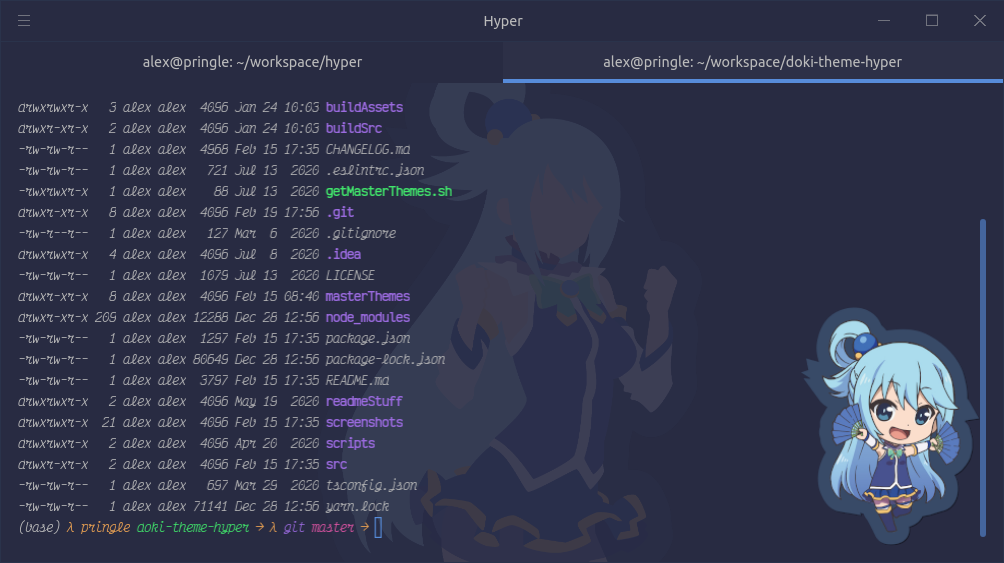 Hyper
alex@pringle: ~/workspace/hyper
alex@pringle: ~/workspace/doki-theme-hyper
drwxrwxr-x 3 alex alex 4096 Jan 24 10:03 buildAssets
drwxr-xr-x 2 alex alex 4096 Jan 24 10:03 buildSrc
-rw-rw-r-- 1 alex alex 4968 Feb 15 17:35 CHANGELOG.md
-rw-rw-r-- 1 alex alex 721 Jul 13 2020 .eslintrc.json
-rwxrwxr-x 1 alex alex 88 Jul 13 2020 getMasterThemes.sh
drwxrwxr-x 8 alex alex 4096 Feb 19 17:56 .git
-rw-r--r-- 1 alex alex 127 Mar 6 2020 .gitignore
drwxrwxr-x 4 alex alex 4096 Jul 8 2020 .idea
-rw-rw-r-- 1 alex alex 1079 Jul 13 2020 LICENSE
drwxr-xr-x 8 alex alex 4096 Feb 15 08:40 masterThemes
drwxr-xr-x 209 alex alex 12288 Dec 28 12:56 node_modules
-rw-rw-r-- 1 alex alex 1297 Feb 15 17:35 package.json
-rw-rw-r-- 1 alex alex 80649 Dec 28 12:56 package-lock.json
-rw-rw-r-- 1 alex alex 3797 Feb 15 17:35 README.md
drwxrwxr-x 2 alex alex 4096 May 19 2020 readmeStuff
drwxrwxr-x 21 alex alex 4096 Feb 15 17:35 screenshots
drwxrwxr-x 2 alex alex 4096 Apr 20 2020 scripts
drwxr-xr-x 2 alex alex 4096 Feb 15 17:35 src
-rw-rw-r-- 1 alex alex 697 Mar 29 2020 tsconfig.json
-rw-rw-r-- 1 alex alex 71141 Dec 28 12:56 yarn.lock
(base) λ pringle doki-theme-hyper → λ git master →